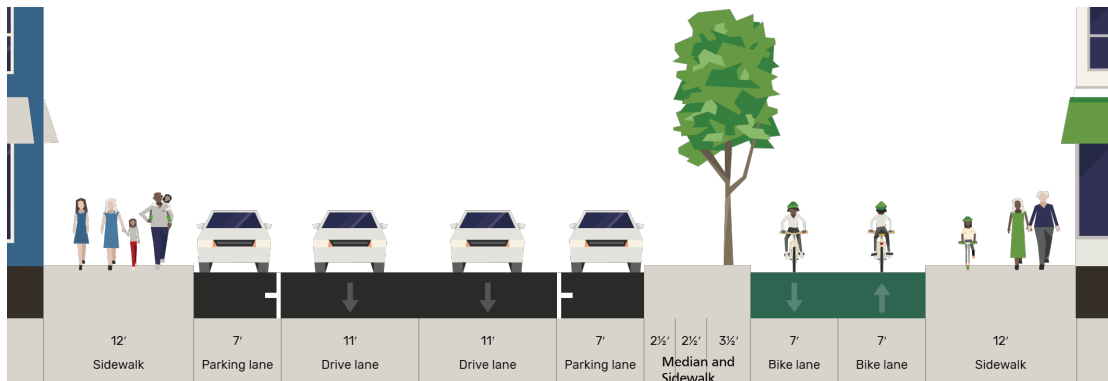 12′ 7′ 11′ 11′ 7′ 2½′ 2½′ 3½′ 7′ 7′ 12′
Sidewalk Parking lane Drive lane Drive lane Parking lane Median and Bike lane Bike lane Sidewalk
Sidewalk